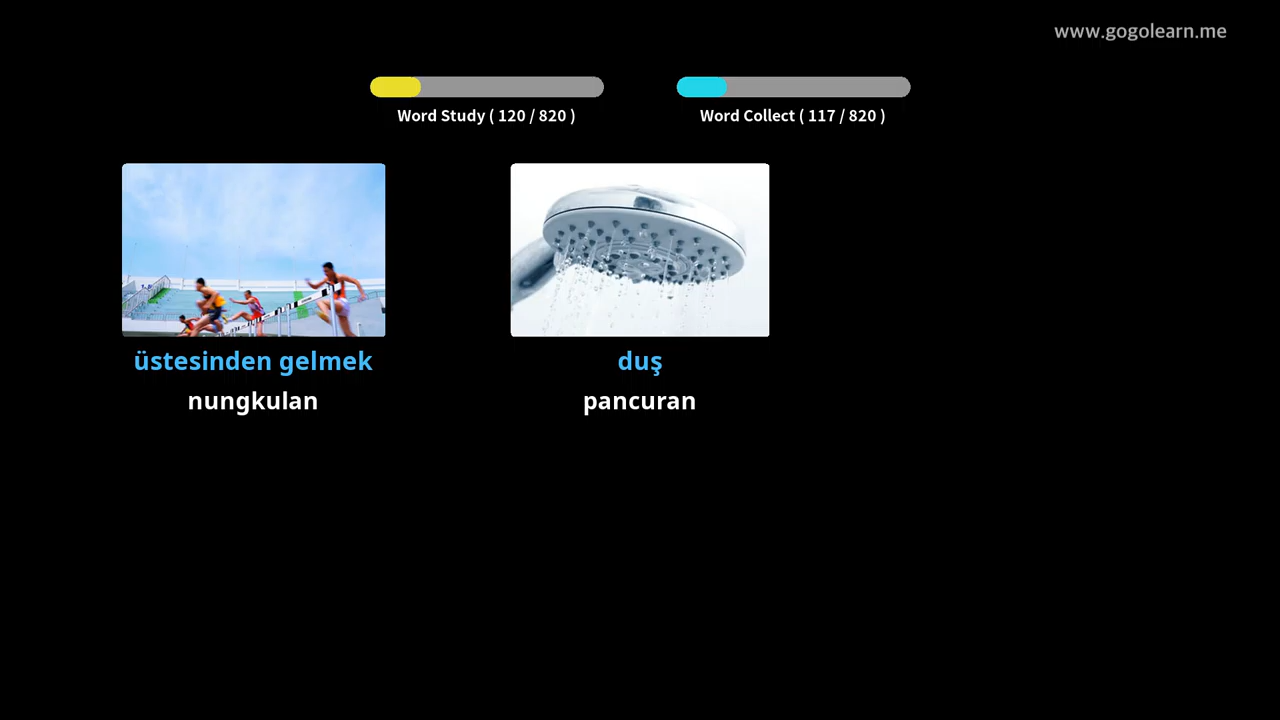 www.gogolearn.me
Word Study ( 120 / 820 )
Word Collect ( 117 / 820 )
üstesinden gelmek
nungkulan
duş
pancuran